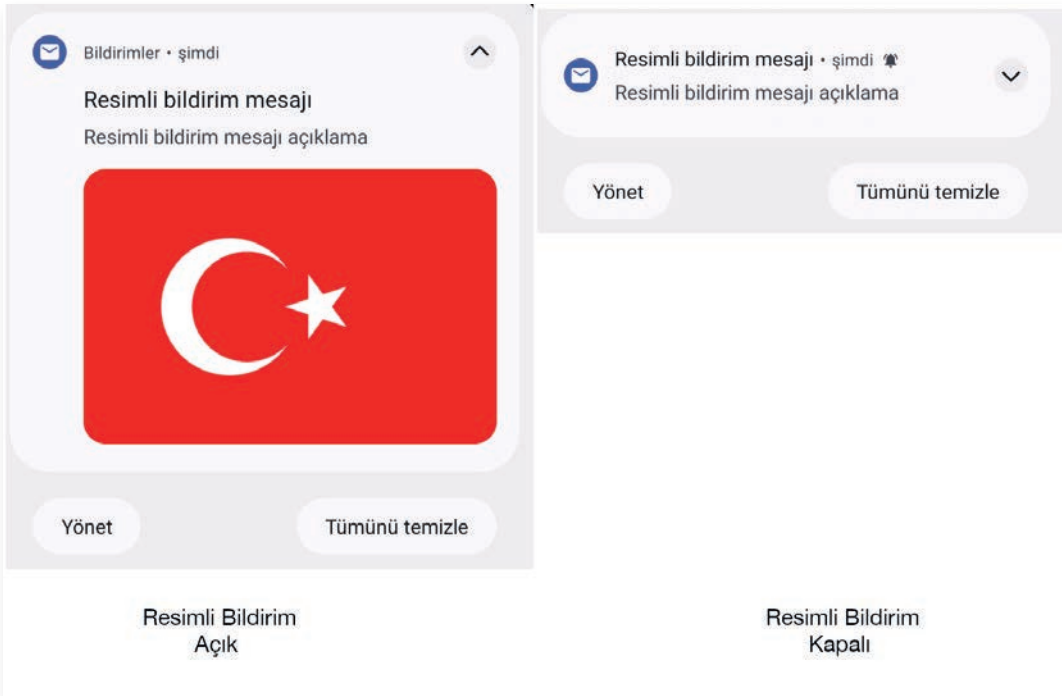 Bildirimler • şimdi
Resimli bildirim mesajı
Resimli bildirim mesajı açıklama
Yönet
Tümünü temizle
Resimli Bildirim
Açık
Resimli bildirim mesajı • şimdi
Resimli bildirim mesajı açıklama
Yönet
Tümünü temizle
Resimli Bildirim
Kapalı